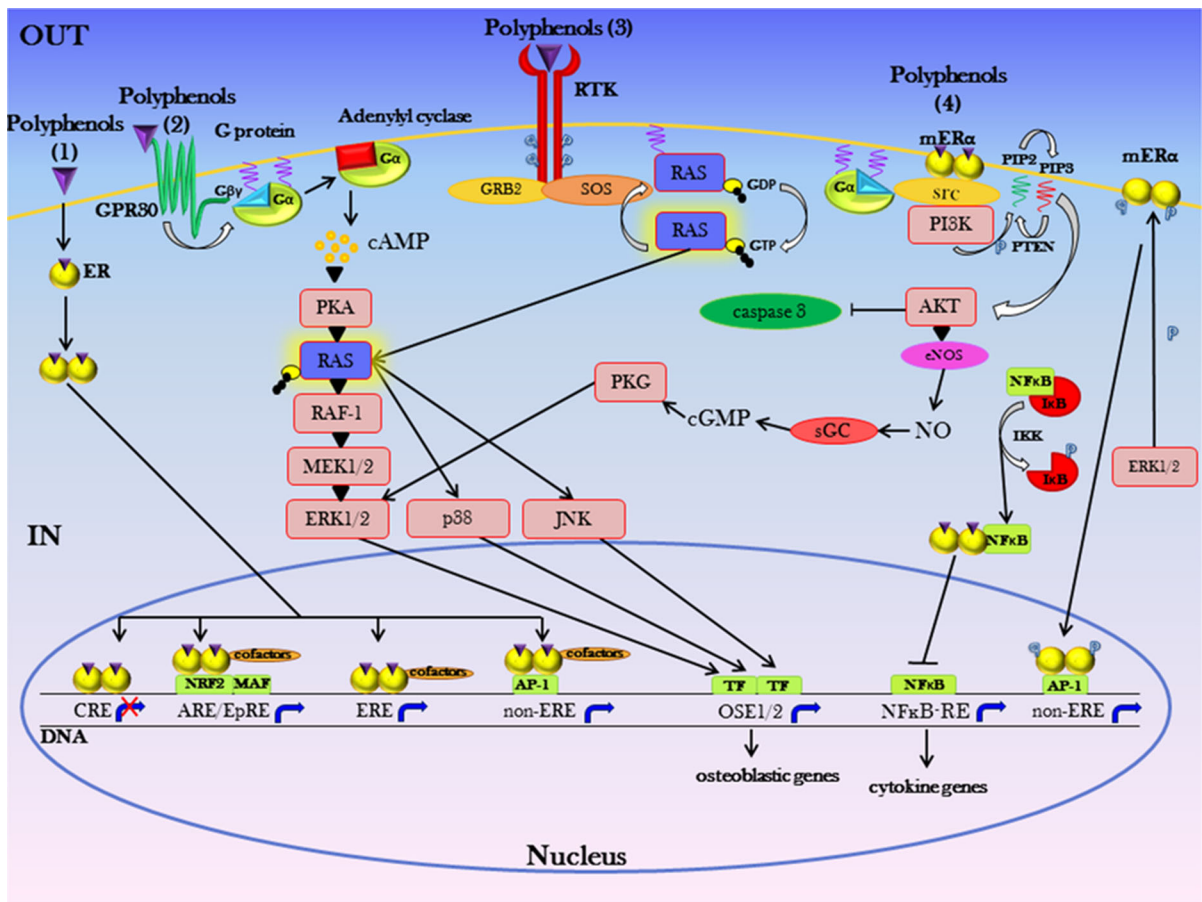 OUT
Polyphenols (3)
RTK
Polyphenols
(4)
Polyphenols
(2)
Polyphenols
(1)
G protein
Adenylyl cyclase
Gα
Gβγ
Gα
GPR30
P
P
P
P
GRB2
SOS
RAS
GDP
RAS
GTP
mERα
Gα
src
PI3K
PIP2
PIP3
P
PTEN
mERα
P
P
ER
cAMP
PKA
RAS
RAF-1
MEK1/2
ERK1/2
p38
JNK
caspase 3
AKT
eNOS
NO
sGC
cGMP
PKG
NFκB
IκB
IKK
P
IκB
NFκB
P
ERK1/2
IN
cofactors
NRF2
MAF
cofactors
cofactors
AP-1
TF
TF
NFκB
P
P
AP-1
CRE
ARE/EpRE
ERE
non-ERE
OSE1/2
NFκB-RE
non-ERE
DNA
osteoblastic genes
cytokine genes
Nucleus